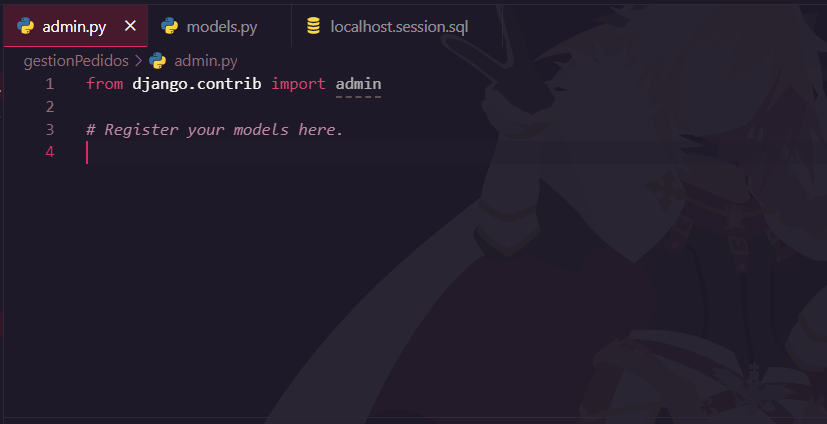 admin.py × models.py localhost.session.sql
gestionPedidos > admin.py
1 from django.contrib import admin
2
3 # Register your models here.
4